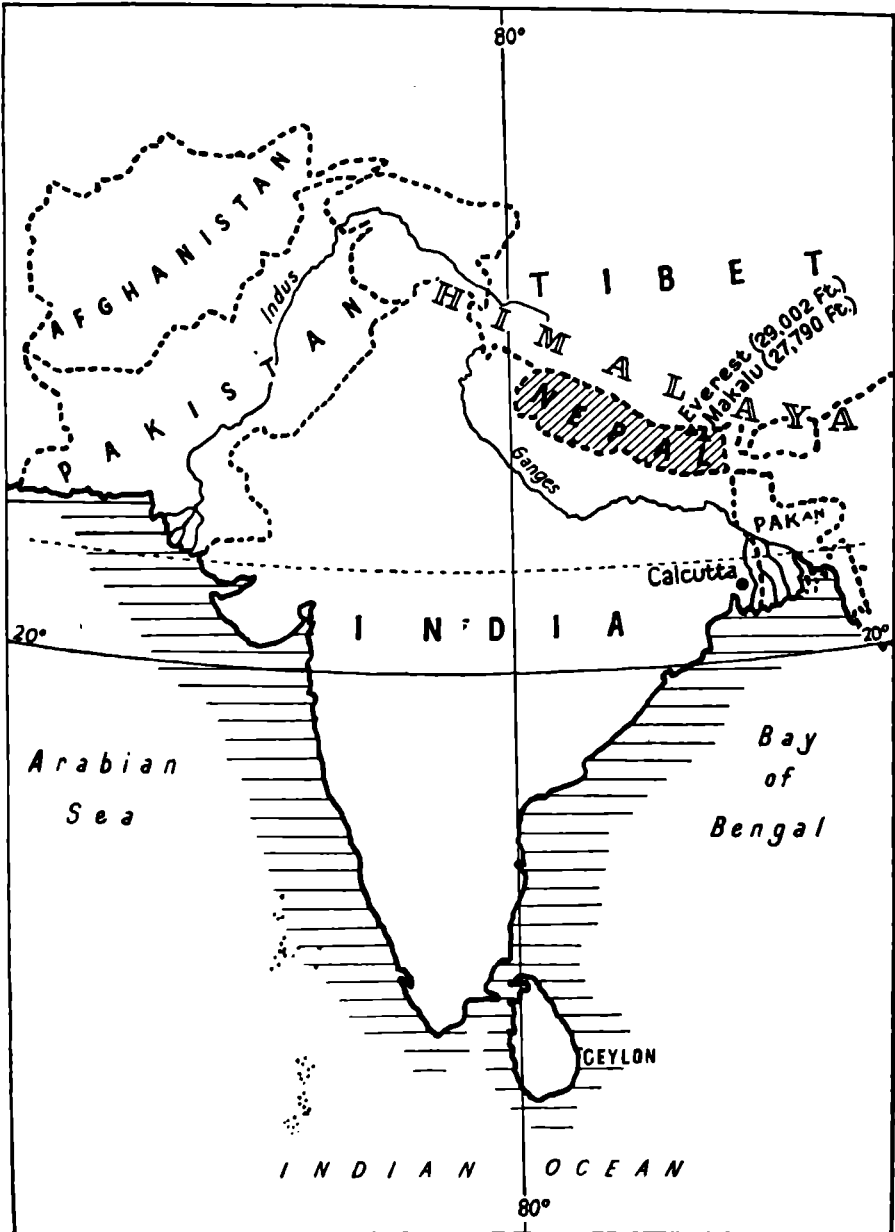 80°
AFGHANISTAN
TIBET
Indus
HIMALAYA
Everest (29,002 Ft.)
Makalu (27,790 Ft.)
PAKISTAN
NEPAL
Ganges
PAKAN
Calcutta
INDIA
20°
20°
Arabian
Sea
Bay
of
Bengal
CEYLON
INDIAN OCEAN
80°